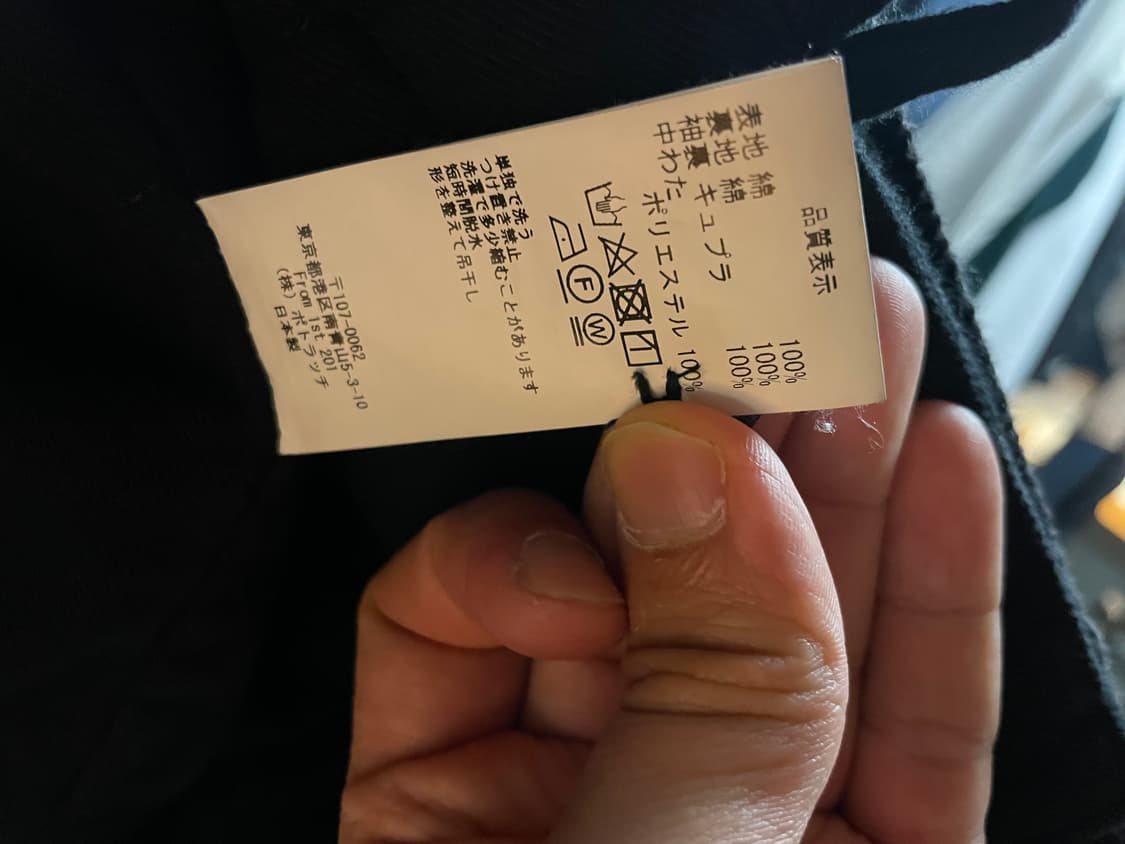 品質表示
表地 綿 100%
裏地 綿 100%
袖裏 キュプラ 100%
中わた ポリエステル 100%
F
W
単独で洗う
つけ置き禁止
洗濯で多少縮むことがあります
短時間脱水
形を整えて吊干し
〒107-0062
東京都港区南青山5-3-10
From 1st 201
(株) ポトラッチ
日本製